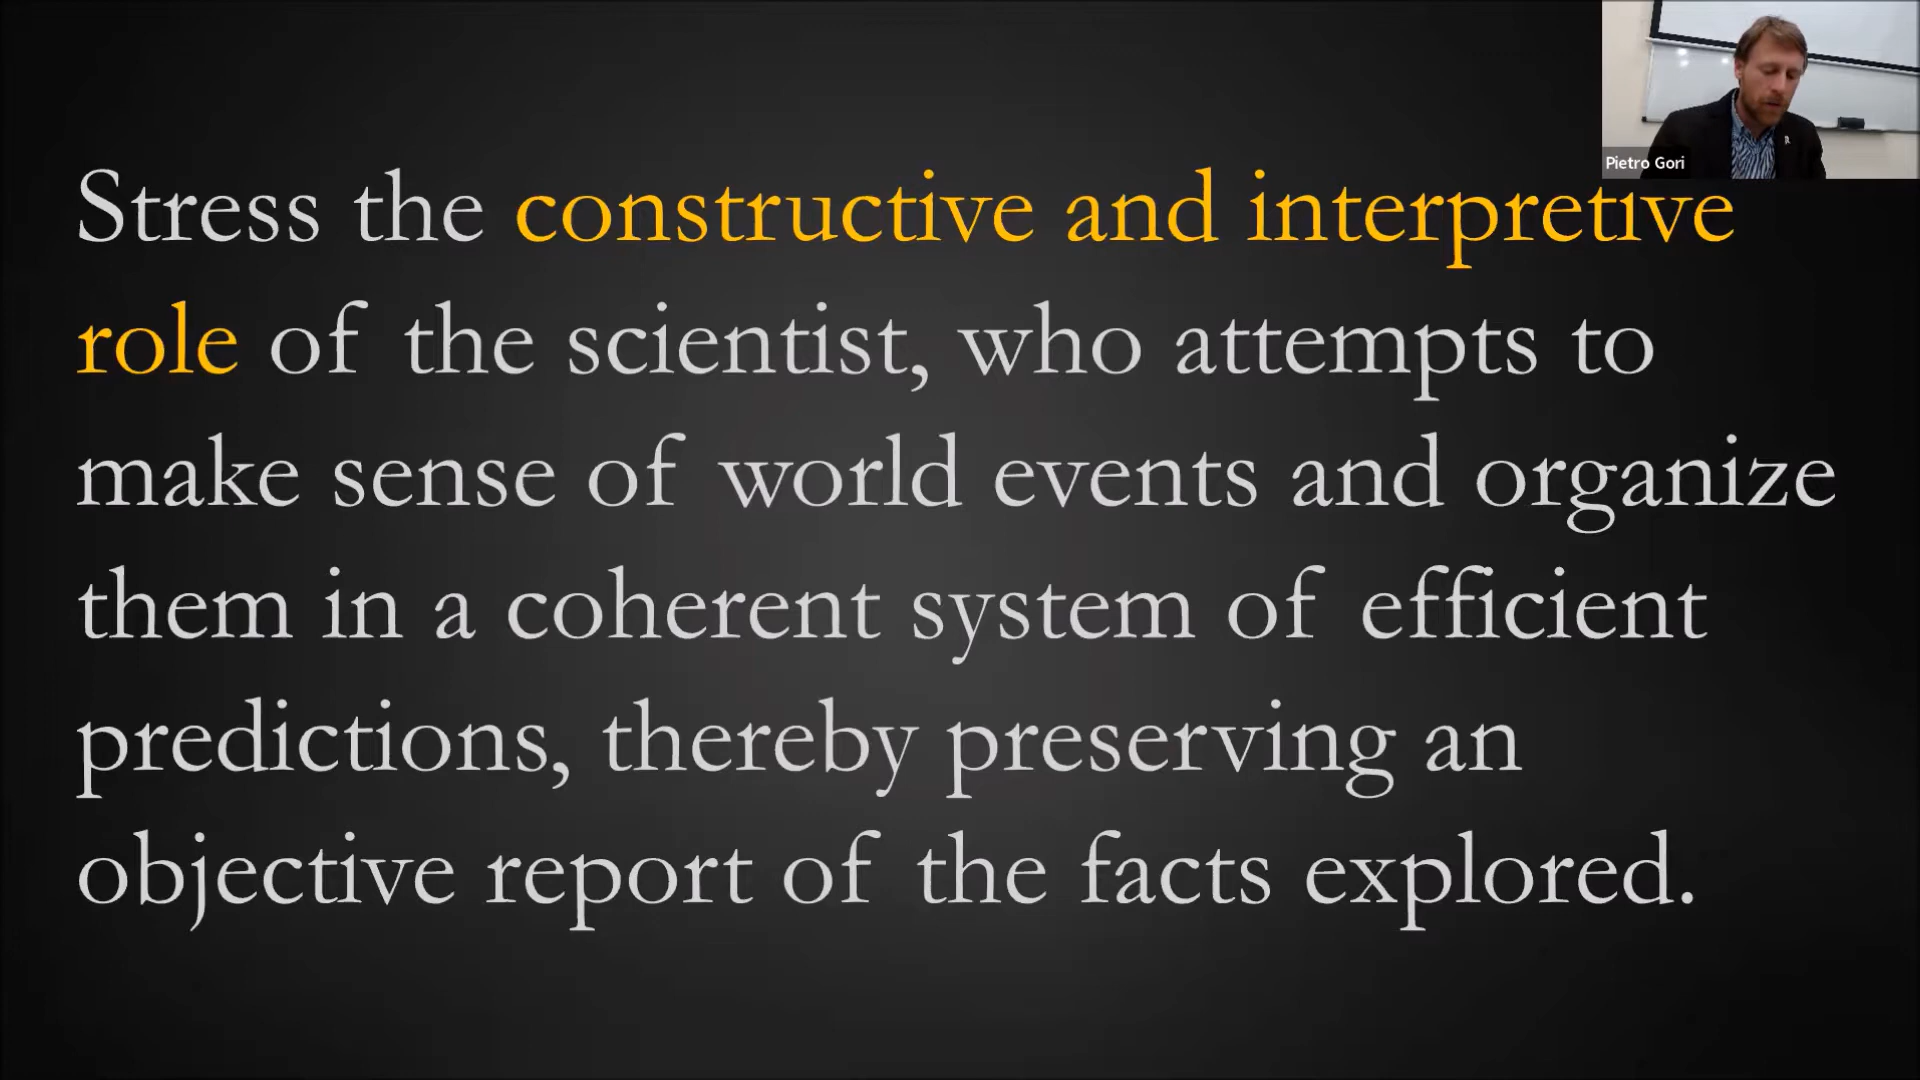 Pietro Gori
Stress the constructive and interpretive
role of the scientist, who attempts to
make sense of world events and organize
them in a coherent system of efficient
predictions, thereby preserving an
objective report of the facts explored.